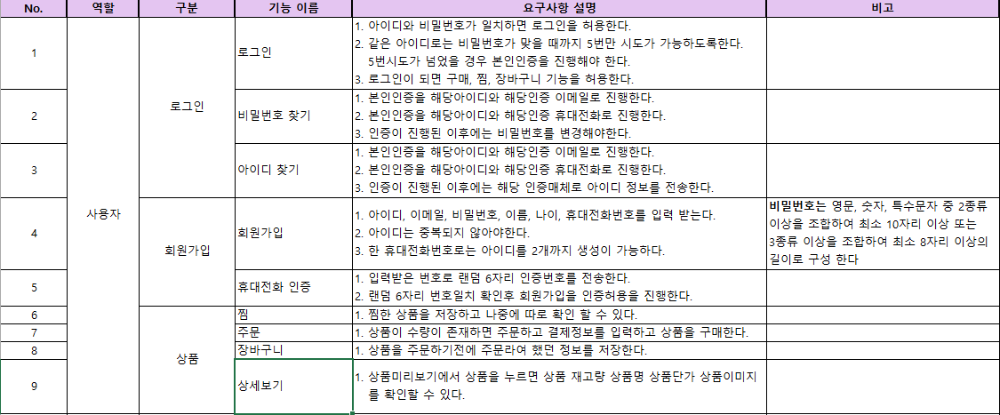 No. 역할 구분 기능 이름 요구사항 설명 비고
1 사용자 로그인 로그인 1. 아이디와 비밀번호가 일치하면 로그인을 허용한다.
2. 같은 아이디로는 비밀번호가 맞을 때까지 5번만 시도가 가능하도록한다.
5번시도가 넘었을 경우 본인인증을 진행해야 한다.
3. 로그인이 되면 구매, 찜, 장바구니 기능을 허용한다.
2 비밀번호 찾기 1. 본인인증을 해당아이디와 해당인증 이메일로 진행한다.
2. 본인인증을 해당아이디와 해당인증 휴대전화로 진행한다.
3. 인증이 진행된 이후에는 비밀번호를 변경해야한다.
3 아이디 찾기 1. 본인인증을 해당아이디와 해당인증 이메일로 진행한다.
2. 본인인증을 해당아이디와 해당인증 휴대전화로 진행한다.
3. 인증이 진행된 이후에는 해당 인증매체로 아이디 정보를 전송한다.
4 회원가입 회원가입 1. 아이디, 이메일, 비밀번호, 이름, 나이, 휴대전화번호를 입력 받는다.
2. 아이디는 중복되지 않아야한다.
3. 한 휴대전화번호로는 아이디를 2개까지 생성이 가능하다.
비밀번호는 영문, 숫자, 특수문자 중 2종류
이상을 조합하여 최소 10자리 이상 또는
3종류 이상을 조합하여 최소 8자리 이상의
길이로 구성 한다
5 휴대전화 인증 1. 입력받은 번호로 랜덤 6자리 인증번호를 전송한다.
2. 랜덤 6자리 번호일치 확인후 회원가입을 인증허용을 진행한다.
6 상품 찜 1. 찜한 상품을 저장하고 나중에 따로 확인 할 수 있다.
7 주문 1. 상품이 수량이 존재하면 주문하고 결제정보를 입력하고 상품을 구매한다.
8 장바구니 1. 상품을 주문하기전에 주문라여 했던 정보를 저장한다.
9 상세보기 1. 상품미리보기에서 상품을 누르면 상품 재고량 상품명 상품단가 상품이미지
를 확인할 수 있다.